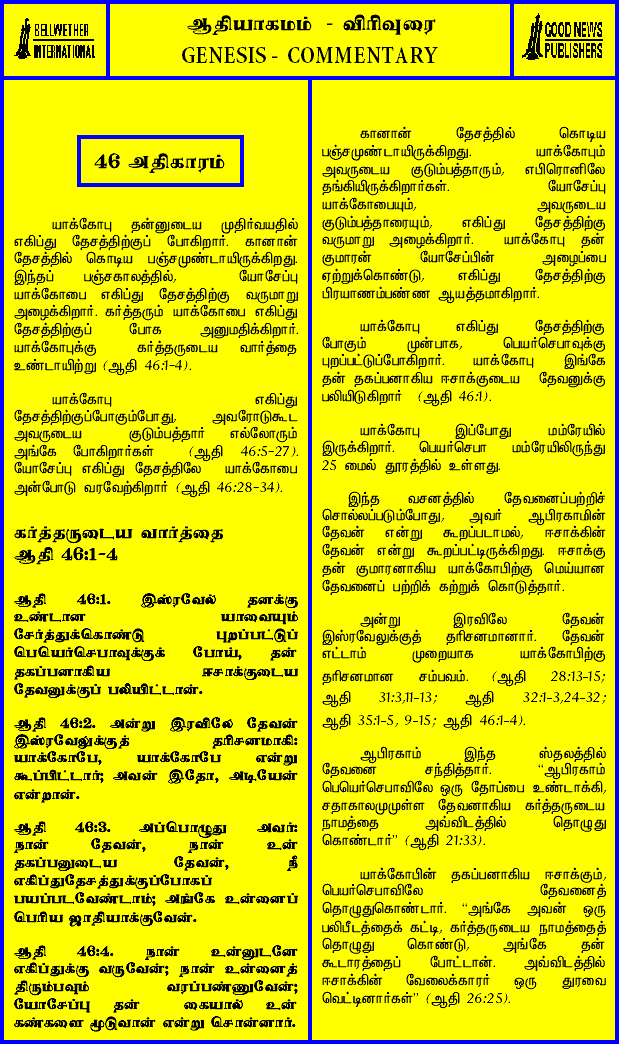 BELLWETHER
INTERNATIONAL
ஆதியாகமம் - விரிவுரை
GENESIS - COMMENTARY
GOOD NEWS
PUBLISHERS
46 அதிகாரம்
யாக்கோபு தன்னுடைய முதிர்வயதில்
எகிப்து தேசத்திற்குப் போகிறார். கானான்
தேசத்தில் கொடிய பஞ்சமுண்டாயிருக்கிறது.
இந்தப் பஞ்சகாலத்தில், யோசேப்பு
யாக்கோபை எகிப்து தேசத்திற்கு வருமாறு
அழைக்கிறார். கர்த்தரும் யாக்கோபை எகிப்து
தேசத்திற்குப் போக அனுமதிக்கிறார்.
யாக்கோபுக்கு கர்த்தருடைய வார்த்தை
உண்டாயிற்று (ஆதி 46:1-4).
யாக்கோபு எகிப்து
தேசத்திற்குப்போகும்போது, அவரோடுகூட
அவருடைய குடும்பத்தார் எல்லோரும்
அங்கே போகிறார்கள் (ஆதி 46:5-27).
யோசேப்பு எகிப்து தேசத்திலே யாக்கோபை
அன்போடு வரவேற்கிறார் (ஆதி 46:28-34).
கர்த்தருடைய வார்த்தை
ஆதி 46:1-4
ஆதி 46:1. இஸ்ரவேல் தனக்கு
உண்டான யாவையும்
சேர்த்துக்கொண்டு புறப்பட்டுப்
பெயெர்செபாவுக்குக் போய், தன்
தகப்பனாகிய ஈசாக்குடைய
தேவனுக்குப் பலியிட்டான்.
ஆதி 46:2. அன்று இரவிலே தேவன்
இஸ்ரவேலுக்குத் தரிசனமாகி:
யாக்கோபே, யாக்கோபே என்று
கூப்பிட்டார்; அவன் இதோ, அடியேன்
என்றான்.
ஆதி 46:3. அப்பொழுது அவர்:
நான் தேவன், நான் உன்
தகப்பனுடைய தேவன், நீ
எகிப்துதேசத்துக்குப்போகப்
பயப்படவேண்டாம்; அங்கே உன்னைப்
பெரிய ஜாதியாக்குவேன்.
ஆதி 46:4. நான் உன்னுடனே
எகிப்துக்கு வருவேன்; நான் உன்னைத்
திரும்பவும் வரப்பண்ணுவேன்;
யோசேப்பு தன் கையால் உன்
கண்களை மூடுவான் என்று சொன்னார்.
கானான் தேசத்தில் கொடிய
பஞ்சமுண்டாயிருக்கிறது. யாக்கோபும்
அவருடைய குடும்பத்தாரும், எபிரொனிலே
தங்கியிருக்கிறார்கள். யோசேப்பு
யாக்கோபையும், அவருடைய
குடும்பத்தாரையும், எகிப்து தேசத்திற்கு
வருமாறு அழைக்கிறார். யாக்கோபு தன்
குமாரன் யோசேப்பின் அழைப்பை
ஏற்றுக்கொண்டு, எகிப்து தேசத்திற்கு
பிரயாணம்பண்ண ஆயத்தமாகிறார்.
யாக்கோபு எகிப்து தேசத்திற்கு
போகும் முன்பாக, பெயர்செபாவுக்கு
புறப்பட்டுப்போகிறார். யாக்கோபு இங்கே
தன் தகப்பனாகிய ஈசாக்குடைய தேவனுக்கு
பலியிடுகிறார் (ஆதி 46:1).
யாக்கோபு இப்போது மம்ரேயில்
இருக்கிறார். பெயர்செபா மம்ரேயிலிருந்து
25 மைல் தூரத்தில் உள்ளது.
இந்த வசனத்தில் தேவனைப்பற்றிச்
சொல்லப்படும்போது, அவர் ஆபிரகாமின்
தேவன் என்று கூறப்படாமல், ஈசாக்கின்
தேவன் என்று கூறப்பட்டிருக்கிறது. ஈசாக்கு
தன் குமாரனாகிய யாக்கோபிற்கு மெய்யான
தேவனைப் பற்றிக் கற்றுக் கொடுத்தார்.
அன்று இரவிலே தேவன்
இஸ்ரவேலுக்குத் தரிசனமானார். தேவன்
எட்டாம் முறையாக யாக்கோபிற்கு
தரிசனமான சம்பவம். (ஆதி 28:13-15;
ஆதி 31:3,11-13; ஆதி 32:1-3,24-32;
ஆதி 35:1-5, 9-15; ஆதி 46:1-4).
ஆபிரகாம் இந்த ஸ்தலத்தில்
தேவனை சந்தித்தார். “ஆபிரகாம்
பெயெர்செபாவிலே ஒரு தோப்பை உண்டாக்கி,
சதாகாலமுமுள்ள தேவனாகிய கர்த்தருடைய
நாமத்தை அவ்விடத்தில் தொழுது
கொண்டார்” (ஆதி 21:33).
யாக்கோபின் தகப்பனாகிய ஈசாக்கும்,
பெயர்செபாவிலே தேவனைத்
தொழுதுகொண்டார். “அங்கே அவன் ஒரு
பலிபீடத்தைக் கட்டி, கர்த்தருடைய நாமத்தைத்
தொழுது கொண்டு, அங்கே தன்
கூடாரத்தைப் போட்டான். அவ்விடத்தில்
ஈசாக்கின் வேலைக்காரர் ஒரு துரவை
வெட்டினார்கள்” (ஆதி 26:25).